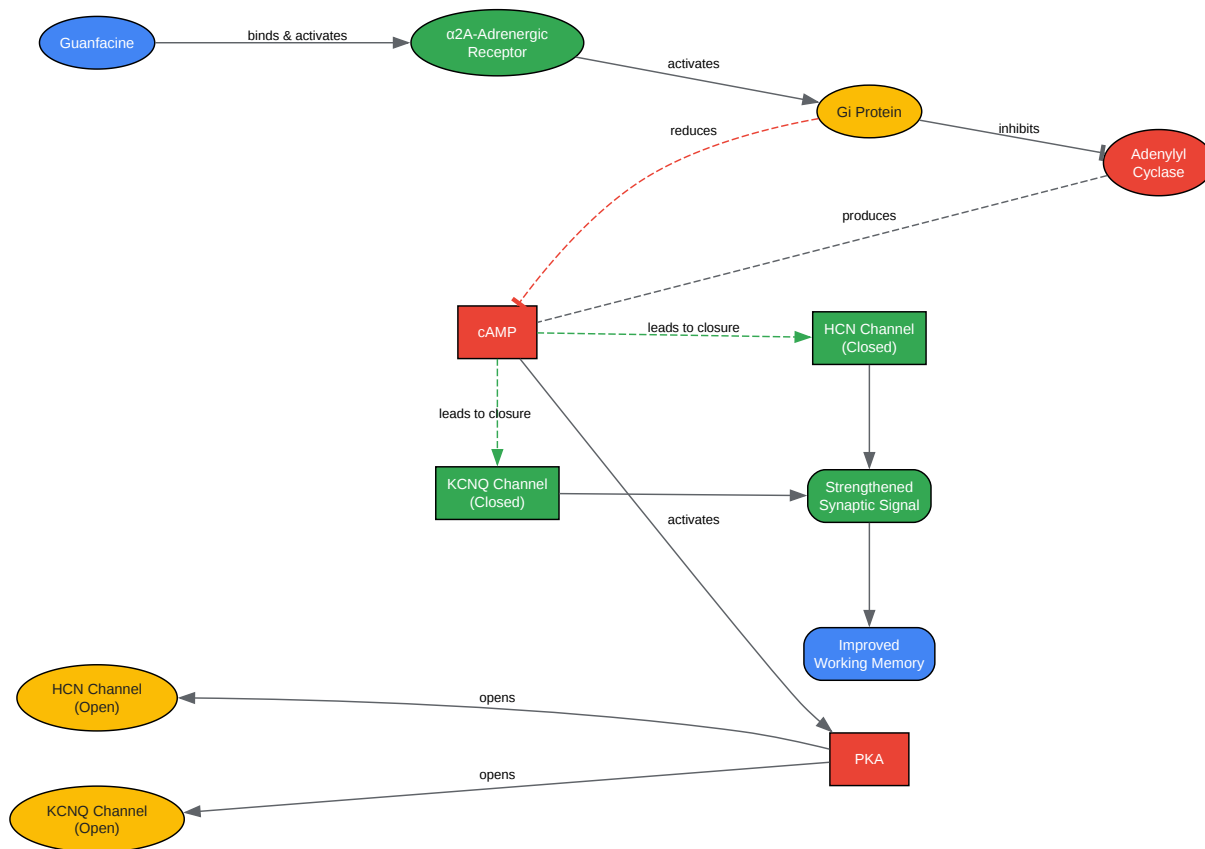 Guanfacine
binds & activates
α2A-Adrenergic
Receptor
activates
Gi Protein
reduces
inhibits
Adenylyl
Cyclase
produces
cAMP
leads to closure
HCN Channel
(Closed)
leads to closure
KCNQ Channel
(Closed)
Strengthened
Synaptic Signal
activates
Improved
Working Memory
HCN Channel
(Open)
opens
PKA
opens
KCNQ Channel
(Open)